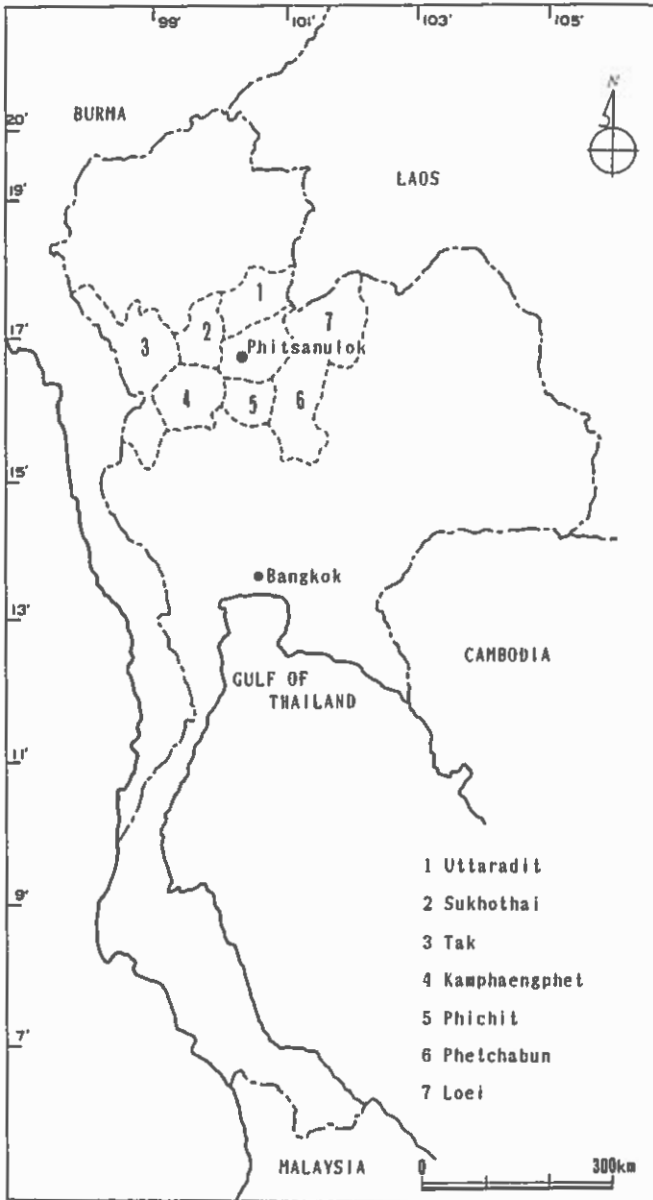 99' 101' 103' 105'
N
BURMA
20'
LAOS
19'
1
7
2
17'
3
Phitsanulok
4
5
6
15'
Bangkok
13'
CAMBODIA
GULF OF
THAILAND
11'
1 Uttaradit
9'
2 Sukhothai
3 Tak
4 Kamphaengphet
5 Phichit
7'
6 Phetchabun
7 Loei
MALAYSIA
0 300km